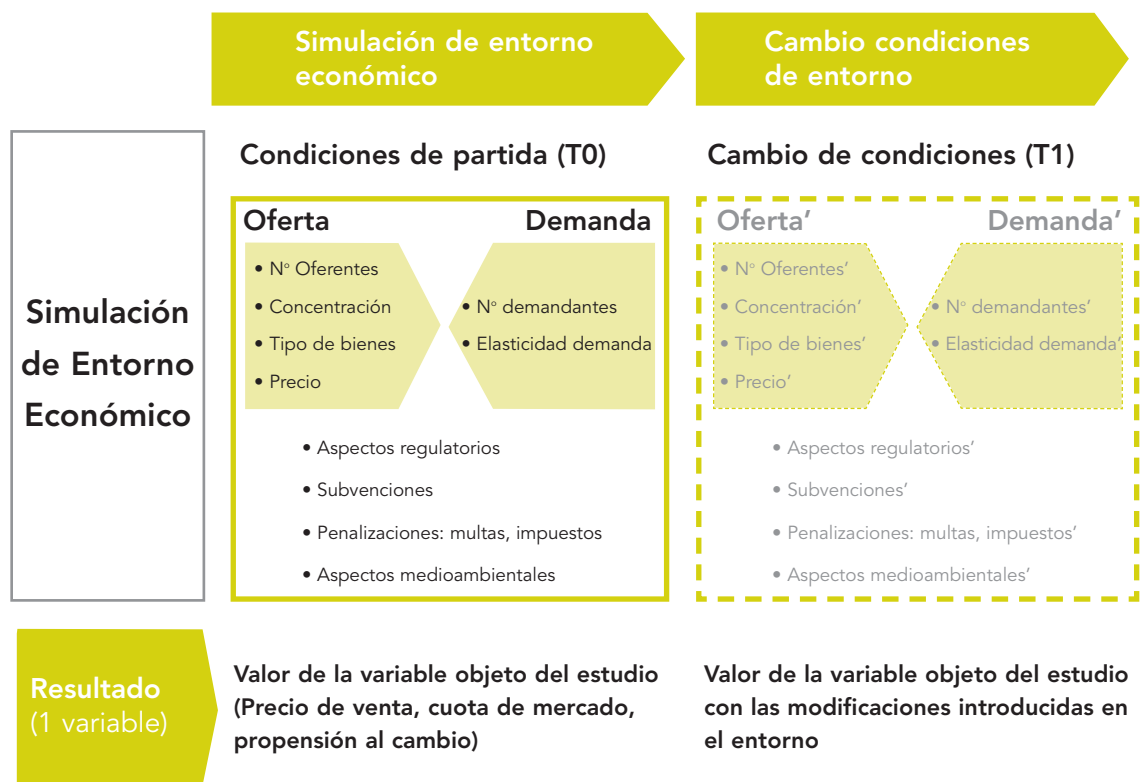 Simulación de entorno
económico
Cambio condiciones
de entorno
Simulación
de Entorno
Económico
Condiciones de partida (T0)
Oferta
Demanda
• Nº Oferentes
• Concentración
• Tipo de bienes
• Precio
• Nº demandantes
• Elasticidad demanda
• Aspectos regulatorios
• Subvenciones
• Penalizaciones: multas, impuestos
• Aspectos medioambientales
Cambio de condiciones (T1)
Oferta’
Demanda’
• Nº Oferentes’
• Concentración’
• Tipo de bienes’
• Precio’
• Nº demandantes’
• Elasticidad demanda’
• Aspectos regulatorios’
• Subvenciones’
• Penalizaciones: multas, impuestos’
• Aspectos medioambientales’
Resultado
(1 variable)
Valor de la variable objeto del estudio
(Precio de venta, cuota de mercado,
propensión al cambio)
Valor de la variable objeto del estudio
con las modificaciones introducidas en
el entorno